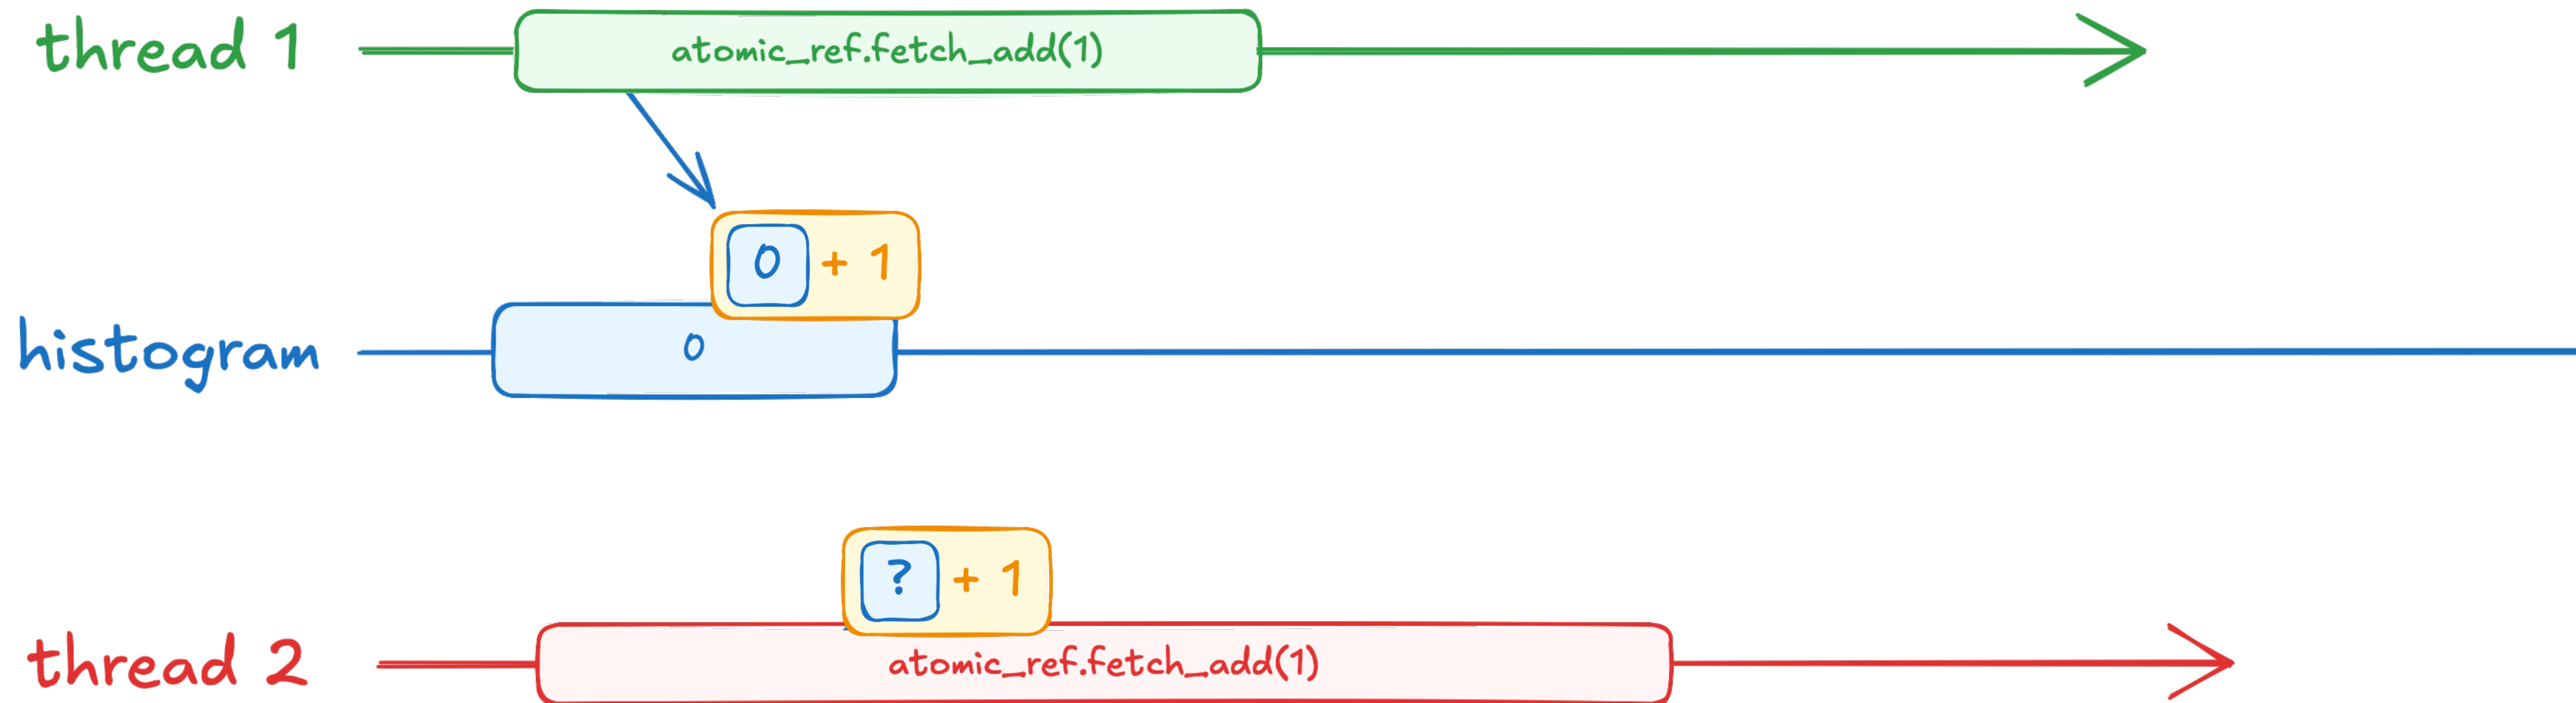 thread 1
atomic_ref.fetch_add(1)
0 + 1
histogram
0
? + 1
thread 2
atomic_ref.fetch_add(1)